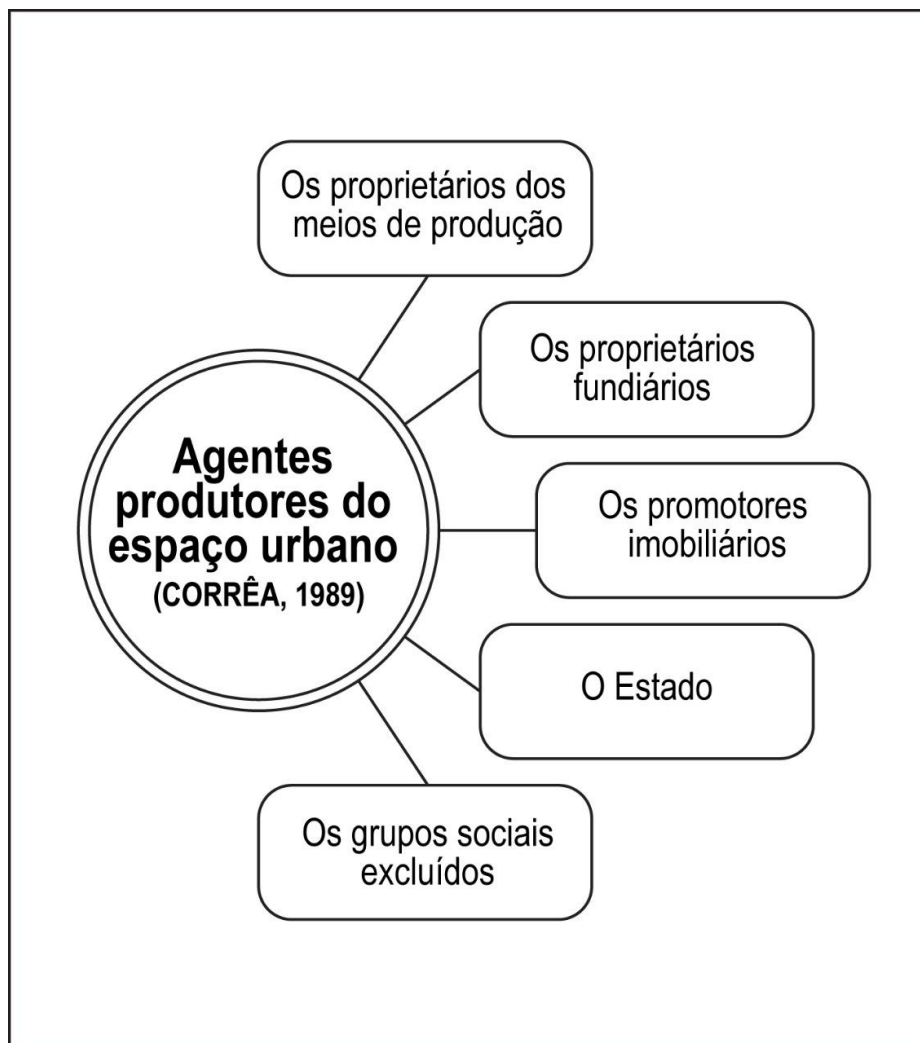 Os proprietários dos
meios de produção
Os proprietários
fundiários
Agentes
produtores do
espaço urbano
(CORRÊA, 1989)
Os promotores
imobiliários
O Estado
Os grupos sociais
excluídos